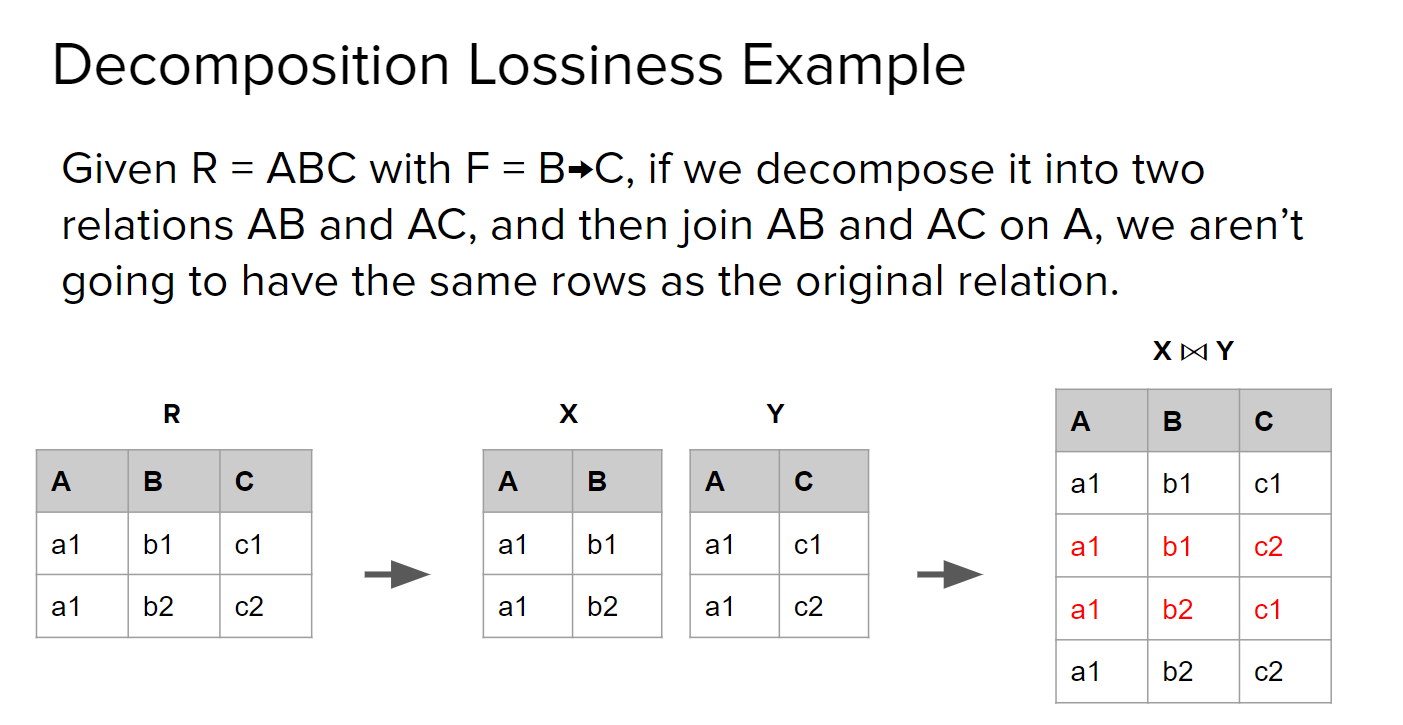 Decomposition Lossiness Example
Given R = ABC with F = B→C, if we decompose it into two
relations AB and AC, and then join AB and AC on A, we aren’t
going to have the same rows as the original relation.
R
A B C
a1 b1 c1
a1 b2 c2
X
A B
a1 b1
a1 b2
Y
A C
a1 c1
a1 c2
X ⋈ Y
A B C
a1 b1 c1
a1 b1 c2
a1 b2 c1
a1 b2 c2